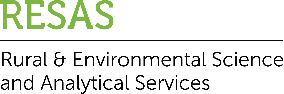 RESAS
Rural & Environmental Science
and Analytical Services